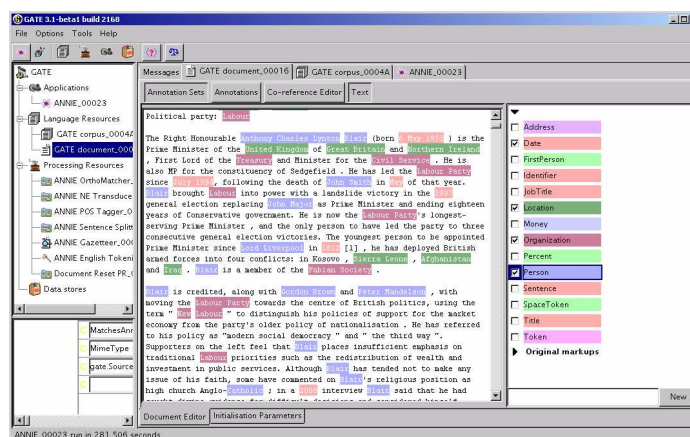 GATE 3.1-beta1 build 2168
File Options Tools Help
GATE
Applications
ANNIE_00023
Language Resources
GATE corpus_0004A
GATE document_000
Processing Resources
ANNIE OrthoMatcher_
ANNIE NE Transduce
ANNIE POS Tagger_0
ANNIE Sentence Splitt
ANNIE Gazetteer_00
ANNIE English Tokeni
Document Reset PR_
Data stores
MatchesAnr
MimeType
gate.Source
Messages GATE document_00016 GATE corpus_0004A ANNIE_00023
Annotation Sets Annotations Co-reference Editor Text
Political party: Labour
The Right Honourable Anthony Charles Lynton Blair (born 6 May 1953 ) is the
Prime Minister of the United Kingdom of Great Britain and Northern Ireland
, First Lord of the Treasury and Minister for the Civil Service . He is
also MP for the constituency of Sedgefield . He has led the Labour Party
since July 1994, following the death of John Smith in May of that year.
Blair brought Labour into power with a landslide victory in the 1997
general election replacing John Major as Prime Minister and ending eighteen
years of Conservative government. He is now the Labour Party's longest-
serving Prime Minister , and the only person to have led the party to three
consecutive general election victories. The youngest person to be appointed
Prime Minister since Lord Liverpool in 1812 [1] , he has deployed British
armed forces into four conflicts: in Kosovo , Sierra Leone , Afghanistan
and Iraq . Blair is a member of the Fabian Society .
Blair is credited, along with Gordon Brown and Peter Mandelson , with
moving the Labour Party towards the centre of British politics, using the
term " New Labour " to distinguish his policies of support for the market
economy from the party's older policy of nationalisation . He has referred
to his policy as "modern social democracy " and " the third way ".
Supporters on the left feel that Blair places insufficient emphasis on
traditional Labour priorities such as the redistribution of wealth and
investment in public services. Although Blair has tended not to make any
issue of his faith, some have commented on Blair's religious position as
high church Anglo-Catholic ; in a 2006 interview Blair said that he had
Address
Date
FirstPerson
Identifier
JobTitle
Location
Money
Organization
Percent
Person
Sentence
SpaceToken
Title
Token
Original markups
New
Document Editor Initialisation Parameters
ANNIE_00023 run in 281.506 seconds